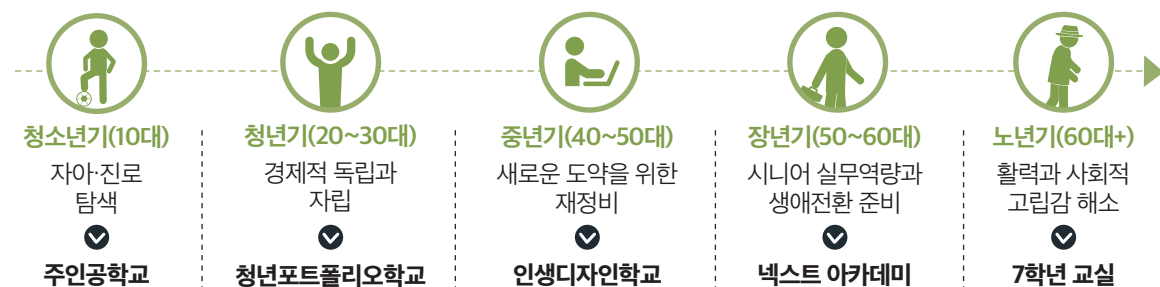 청소년기(10대)
자아·진로
탐색
주인공학교
청년기(20~30대)
경제적 독립과
자립
청년포트폴리오학교
중년기(40~50대)
새로운 도약을 위한
재정비
인생디자인학교
장년기(50~60대)
시니어 실무역량과
생애전환 준비
넥스트 아카데미
노년기(60대+)
활력과 사회적
고립감 해소
7학년 교실